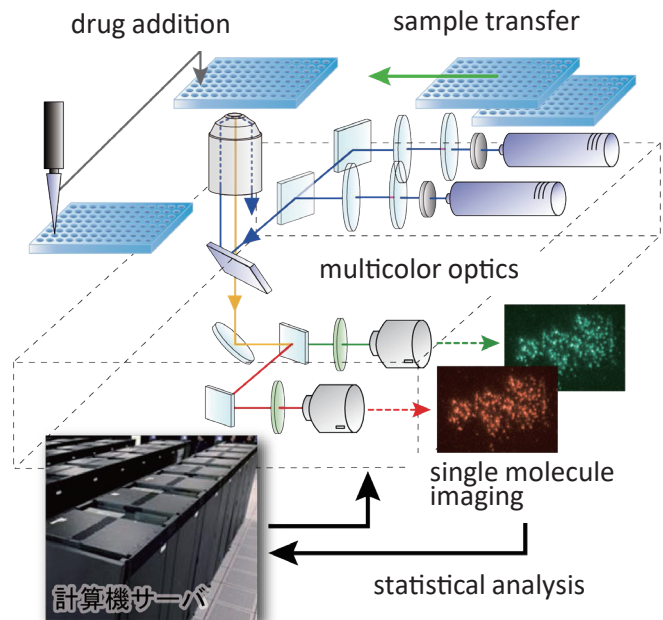 drug addition
sample transfer
multicolor optics
single molecule
imaging
計算機サーバ
statistical analysis